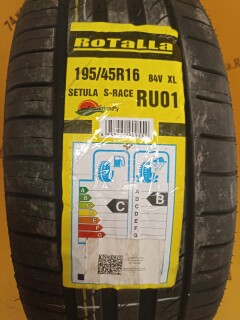 RoTaLLa
195/45R16 84V XL
SETULA S-RACE RU01
C
B
A
B
C
D
E
F
G